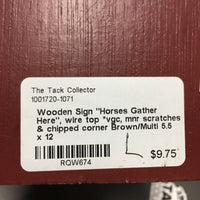 The Tack Collector
1001720-1071
Wooden Sign "Horses Gather
Here", wire top *vgc, mnr scratches
& chipped corner Brown/Multi 5.5
x 12
L
$9.75
RQW674